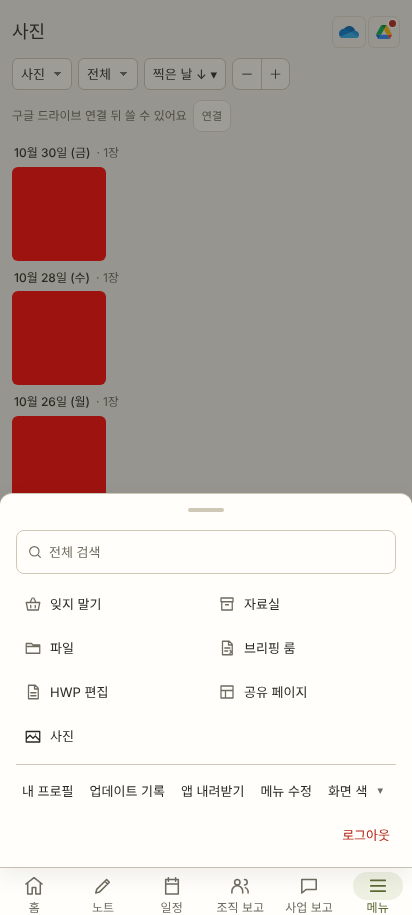 사진
사진 전체 찍은 날 ↓ ▾ − +
구글 드라이브 연결 뒤 쓸 수 있어요 연결
10월 30일 (금) · 1장
10월 28일 (수) · 1장
10월 26일 (월) · 1장
전체 검색
잊지 말기 자료실
파일 브리핑 룸
HWP 편집 공유 페이지
사진
내 프로필 업데이트 기록 앱 내려받기 메뉴 수정 화면 색 ▾
로그아웃
홈 노트 일정 조직 보고 사업 보고 메뉴